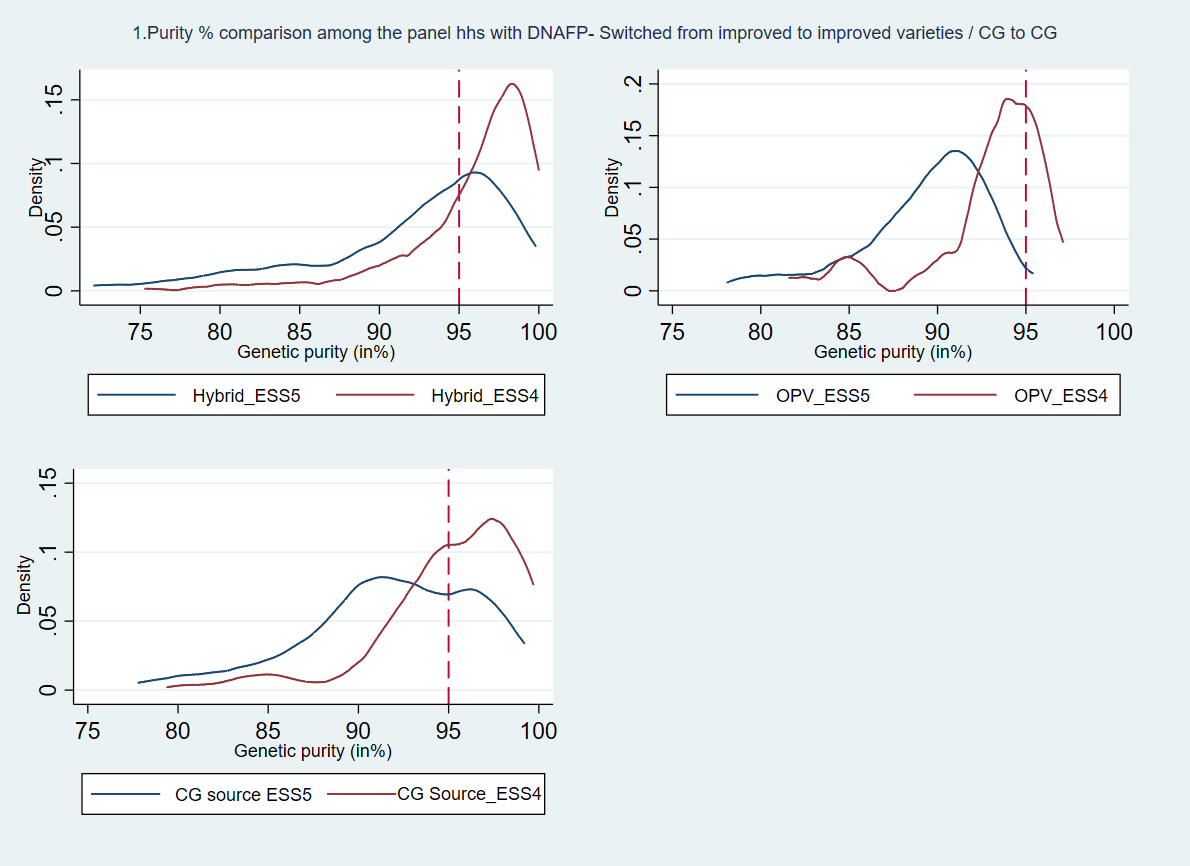 1.Purity % comparison among the panel hhs with DNAFP- Switched from improved to improved varieties / CG to CG
Density
0 .05 .1 .15
75 80 85 90 95 100
Genetic purity (in%)
Hybrid_ESS5 Hybrid_ESS4
Density
0 .05 .1 .15 .2
75 80 85 90 95 100
Genetic purity (in%)
OPV_ESS5 OPV_ESS4
Density
0 .05 .1 .15
75 80 85 90 95 100
Genetic purity (in%)
CG source ESS5 CG Source_ESS4